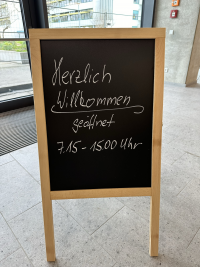 Herzlich
Willkommen
geöffnet
7.15 - 15.00 Uhr